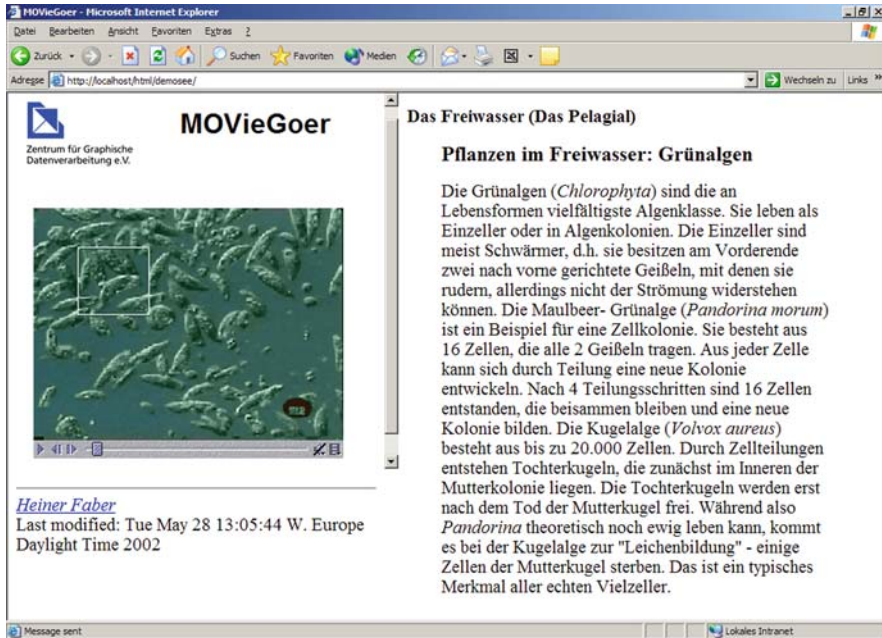 MOVieGoer - Microsoft Internet Explorer
Datei Bearbeiten Ansicht Favoriten Extras ?
Zurück Suchen Favoriten Medien
Adresse http://localhost/html/demosee/ Wechseln zu Links »
Zentrum für Graphische
Datenverarbeitung e.V.
MOVieGoer
Heiner Faber
Last modified: Tue May 28 13:05:44 W. Europe
Daylight Time 2002
Das Freiwasser (Das Pelagial)
Pflanzen im Freiwasser: Grünalgen
Die Grünalgen (Chlorophyta) sind die an
Lebensformen vielfältigste Algenklasse. Sie leben als
Einzeller oder in Algenkolonien. Die Einzeller sind
meist Schwärmer, d.h. sie besitzen am Vorderende
zwei nach vorne gerichtete Geißeln, mit denen sie
rudern, allerdings nicht der Strömung widerstehen
können. Die Maulbeer- Grünalge (Pandorina morum)
ist ein Beispiel für eine Zellkolonie. Sie besteht aus
16 Zellen, die alle 2 Geißeln tragen. Aus jeder Zelle
kann sich durch Teilung eine neue Kolonie
entwickeln. Nach 4 Teilungsschritten sind 16 Zellen
entstanden, die beisammen bleiben und eine neue
Kolonie bilden. Die Kugelalge (Volvox aureus)
besteht aus bis zu 20.000 Zellen. Durch Zellteilungen
entstehen Tochterkugeln, die zunächst im Inneren der
Mutterkolonie liegen. Die Tochterkugeln werden erst
nach dem Tod der Mutterkugel frei. Während also
Pandorina theoretisch noch ewig leben kann, kommt
es bei der Kugelalge zur "Leichenbildung" - einige
Zellen der Mutterkugel sterben. Das ist ein typisches
Merkmal aller echten Vielzeller.
Message sent Lokales Intranet